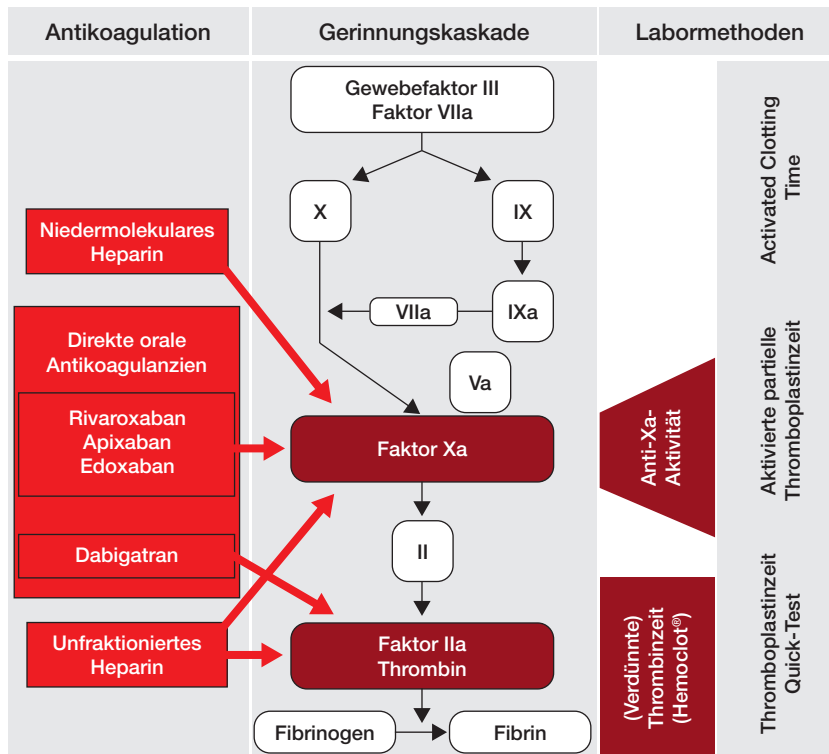 Antikoagulation
Gerinnungskaskade
Labormethoden
Gewebefaktor III
Faktor VIIa
X
IX
Niedermolekulares
Heparin
VIIa
IXa
Direkte orale
Antikoagulanzien
Va
Rivaroxaban
Apixaban
Edoxaban
Faktor Xa
II
Dabigatran
Unfraktioniertes
Heparin
Faktor IIa
Thrombin
Fibrinogen
Fibrin
Anti-Xa-
Aktivität
(Verdünnte)
Thrombinzeit
(Hemoclot®)
Activated Clotting
Time
Aktivierte partielle
Thromboplastinzeit
Thromboplastinzeit
Quick-Test